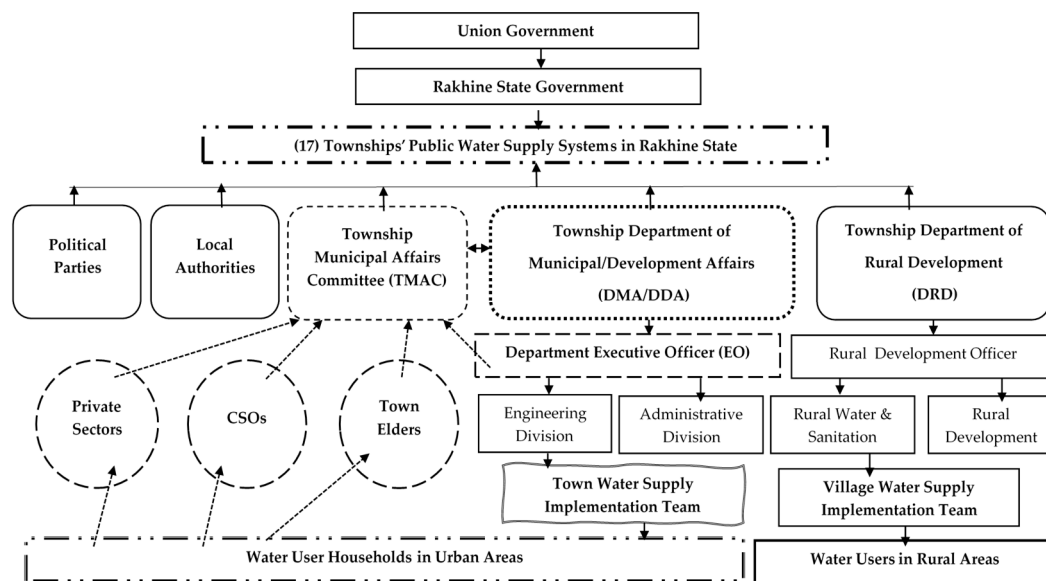 Union Government
Rakhine State Government
(17) Townships' Public Water Supply Systems in Rakhine State
Political
Parties
Local
Authorities
Township
Municipal Affairs
Committee (TMAC)
Township Department of
Municipal/Development Affairs
(DMA/DDA)
Township Department of
Rural Development
(DRD)
Department Executive Officer (EO)
Rural Development Officer
Private
Sectors
CSOs
Town
Elders
Engineering
Division
Administrative
Division
Rural Water &
Sanitation
Rural
Development
Town Water Supply
Implementation Team
Village Water Supply
Implementation Team
Water User Households in Urban Areas
Water Users in Rural Areas